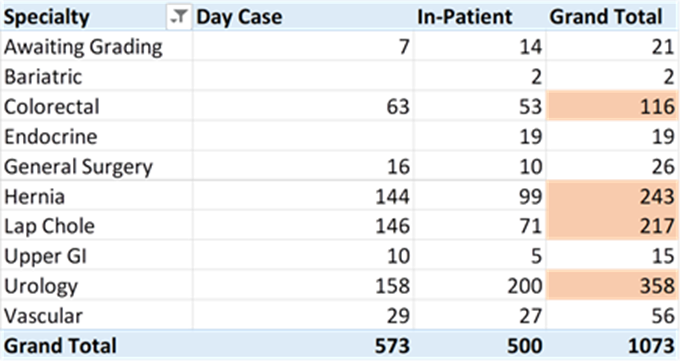 Specialty Day Case In-Patient Grand Total
Awaiting Grading 7 14 21
Bariatric 2 2
Colorectal 63 53 116
Endocrine 19 19
General Surgery 16 10 26
Hernia 144 99 243
Lap Chole 146 71 217
Upper GI 10 5 15
Urology 158 200 358
Vascular 29 27 56
Grand Total 573 500 1073